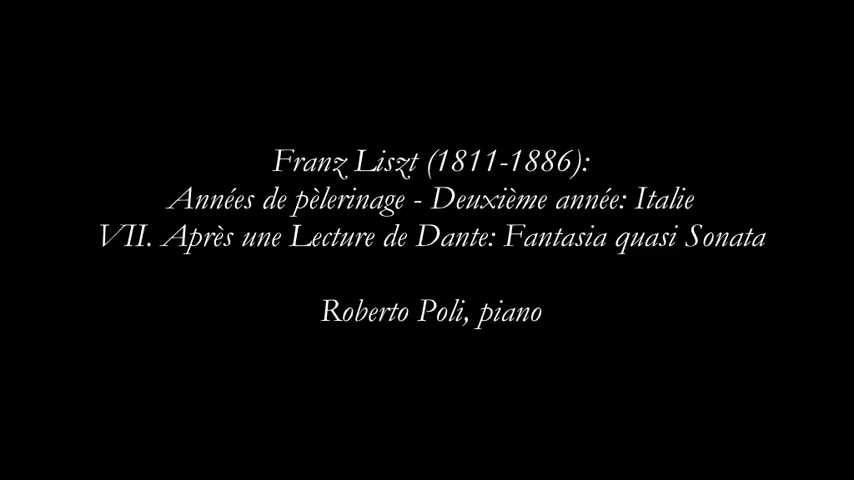 Franz Liszt (1811-1886):
Années de pèlerinage - Deuxième année: Italie
VII. Après une Lecture de Dante: Fantasia quasi Sonata
Roberto Poli, piano